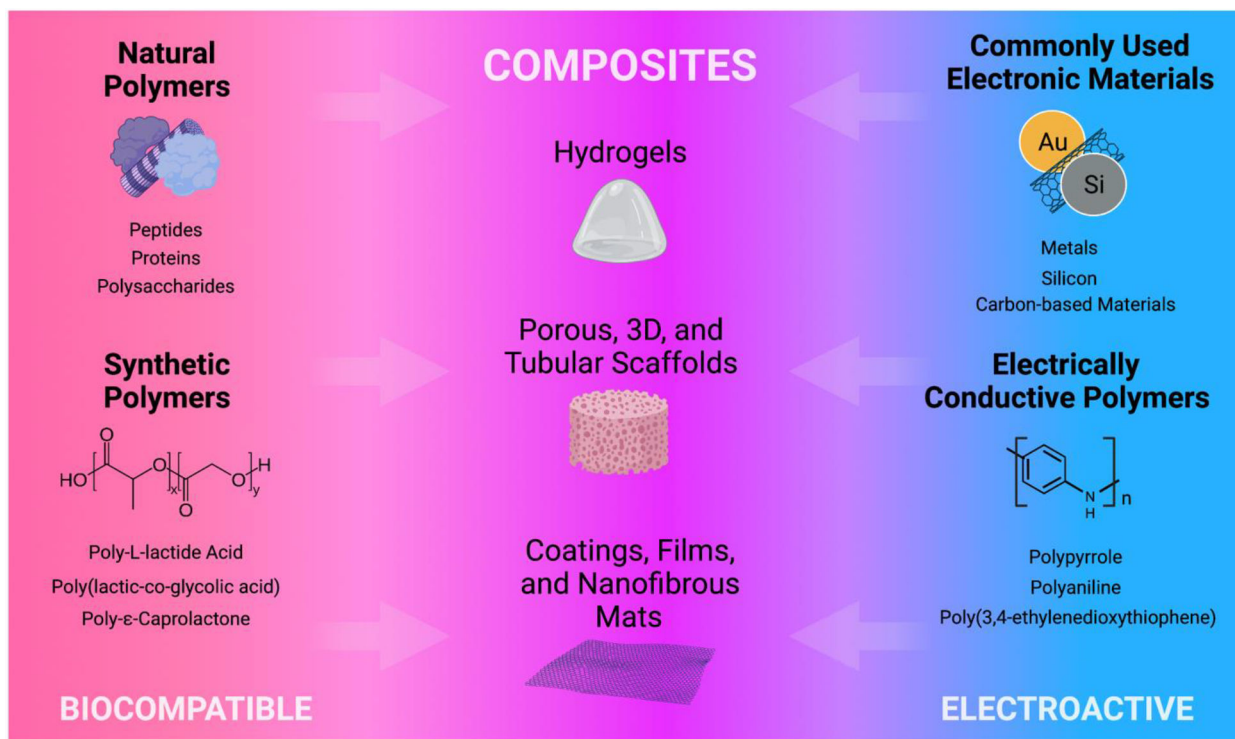 Natural
Polymers
Peptides
Proteins
Polysaccharides
Synthetic
Polymers
O
HO
O
x
O
O
H
y
Poly-L-lactide Acid
Poly(lactic-co-glycolic acid)
Poly-ε-Caprolactone
BIOCOMPATIBLE
COMPOSITES
Hydrogels
Porous, 3D, and
Tubular Scaffolds
Coatings, Films,
and Nanofibrous
Mats
Commonly Used
Electronic Materials
Au
Si
Metals
Silicon
Carbon-based Materials
Electrically
Conductive Polymers
N
H
n
Polypyrrole
Polyaniline
Poly(3,4-ethylenedioxythiophene)
ELECTROACTIVE